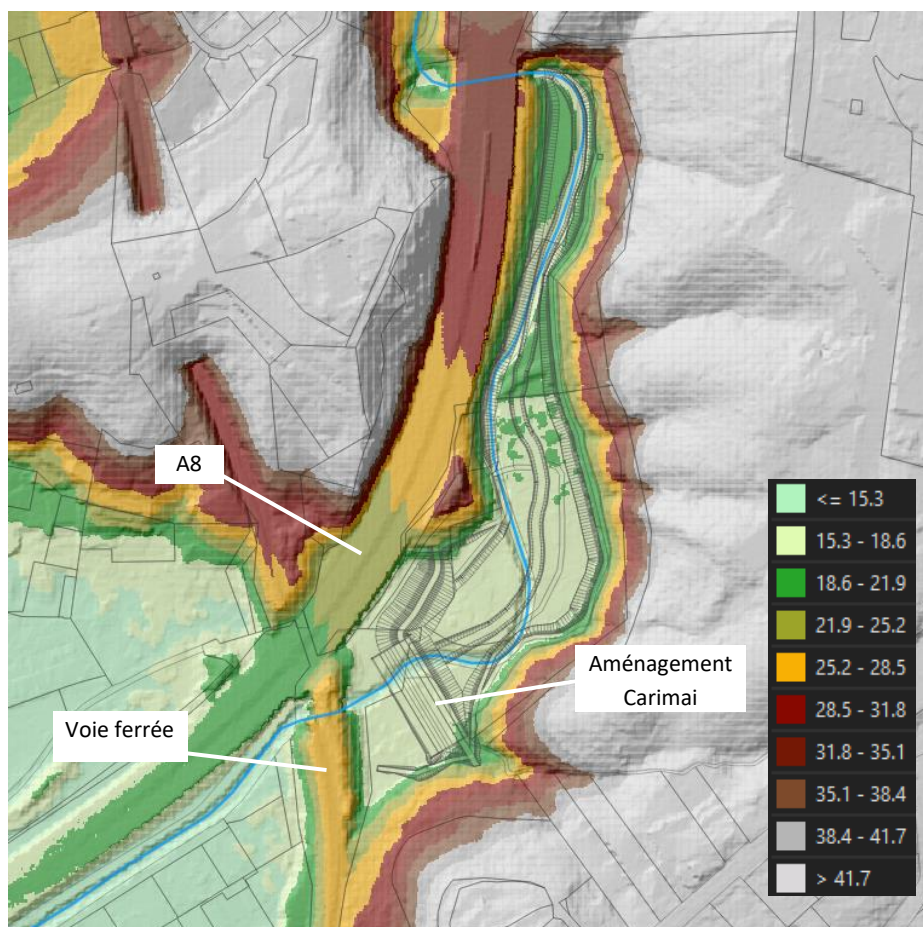 A8
Aménagement
Carimai
Voie ferrée
<= 15.3
15.3 - 18.6
18.6 - 21.9
21.9 - 25.2
25.2 - 28.5
28.5 - 31.8
31.8 - 35.1
35.1 - 38.4
38.4 - 41.7
> 41.7